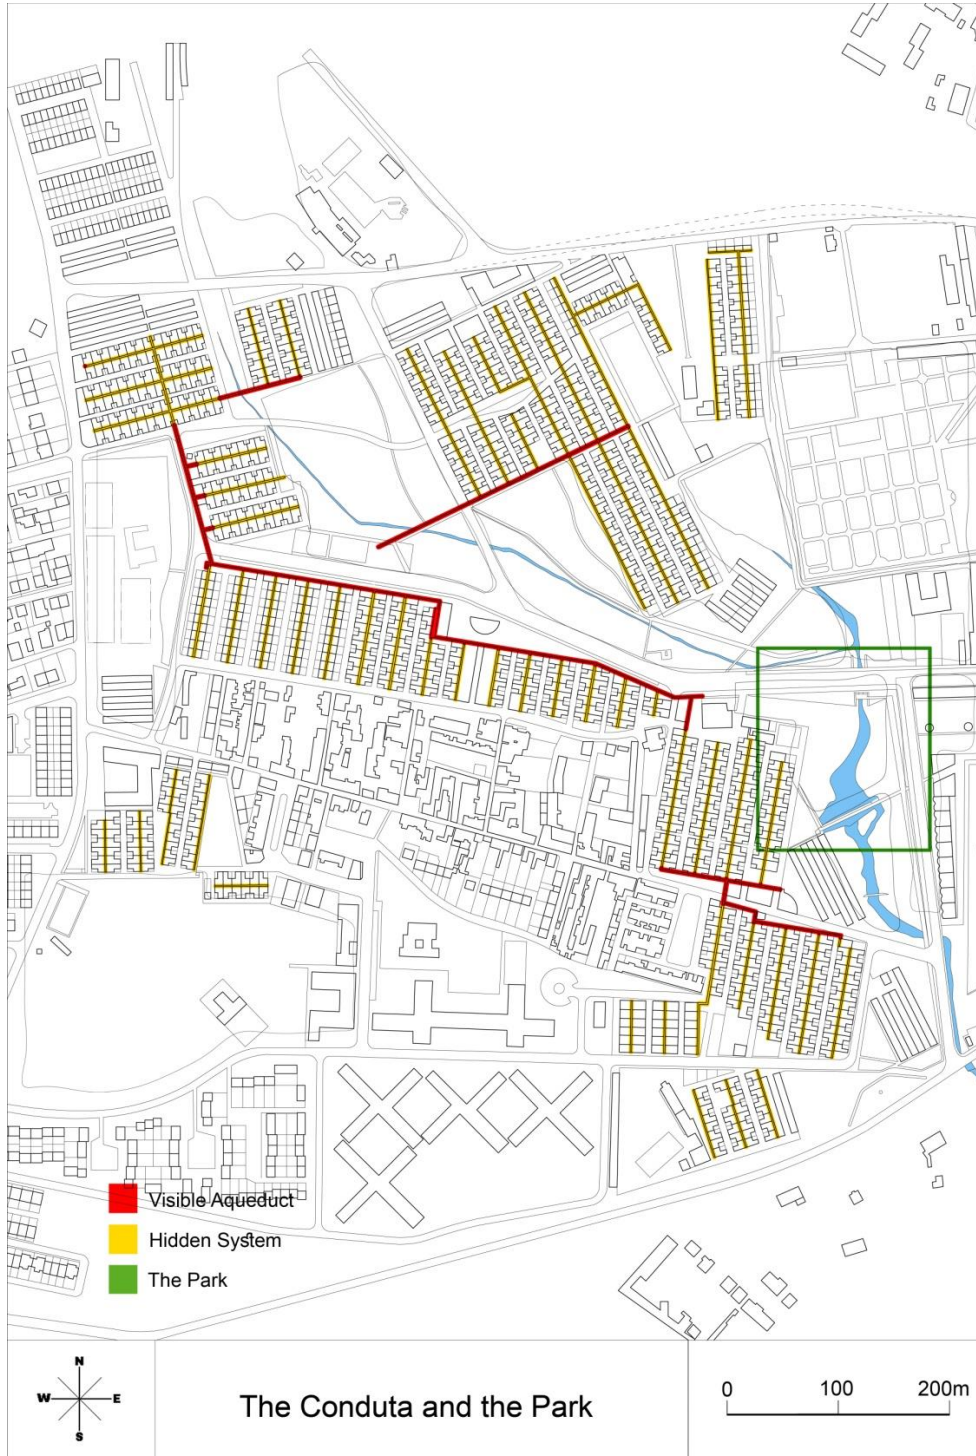 Visible Aqueduct
Hidden System
The Park
N
W E
S
The Conduta and the Park
0 100 200m